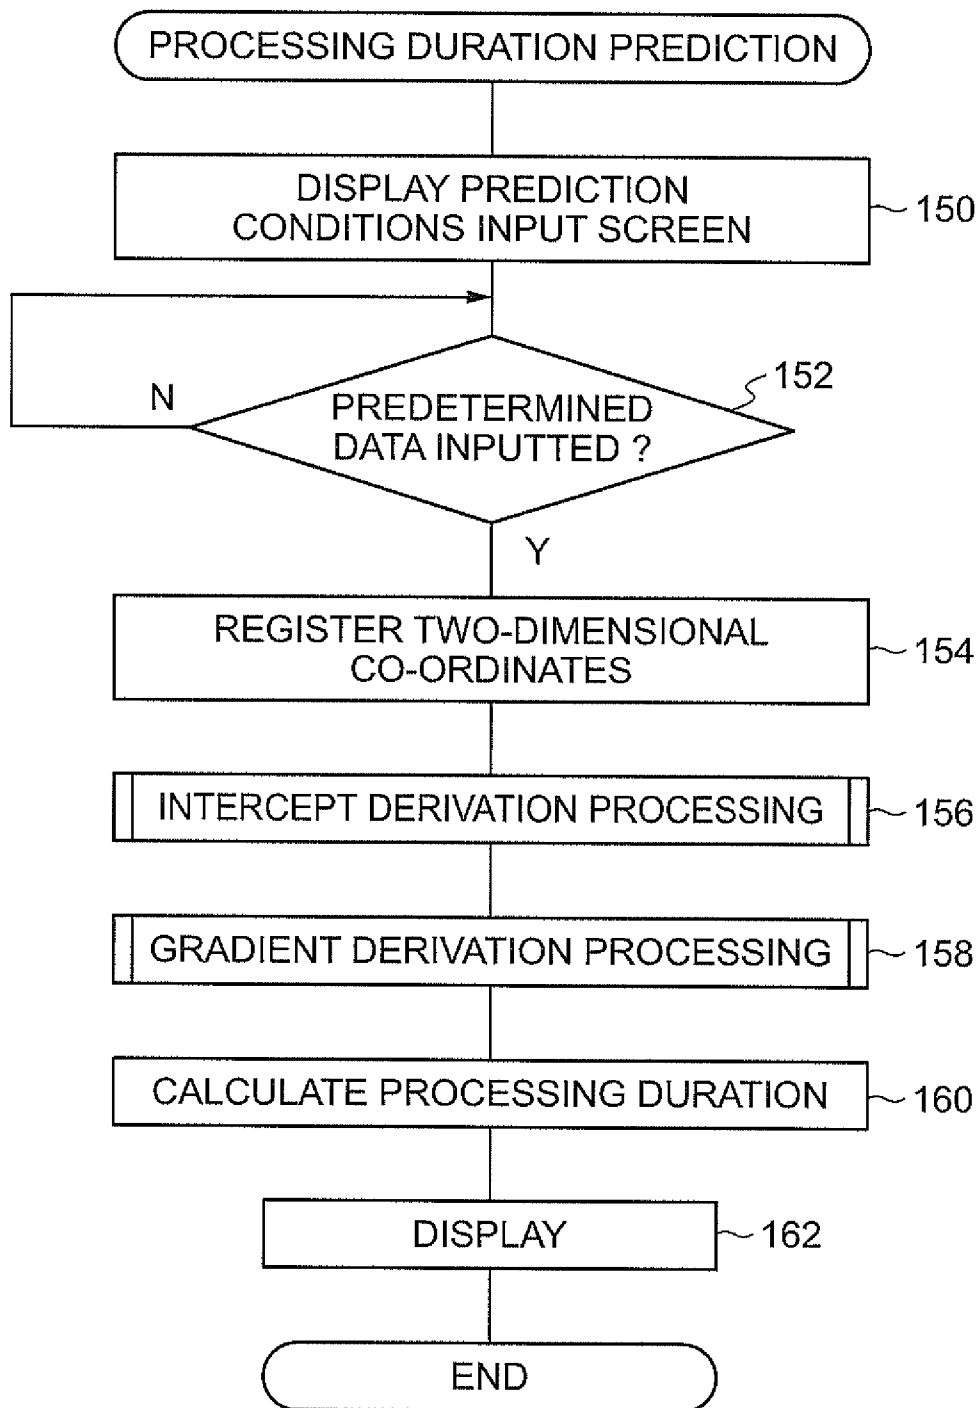 PROCESSING DURATION PREDICTION
DISPLAY PREDICTION
CONDITIONS INPUT SCREEN
150
152
N
PREDETERMINED
DATA INPUTTED ?
Y
REGISTER TWO-DIMENSIONAL
CO-ORDINATES
154
INTERCEPT DERIVATION PROCESSING
156
GRADIENT DERIVATION PROCESSING
158
CALCULATE PROCESSING DURATION
160
DISPLAY
162
END